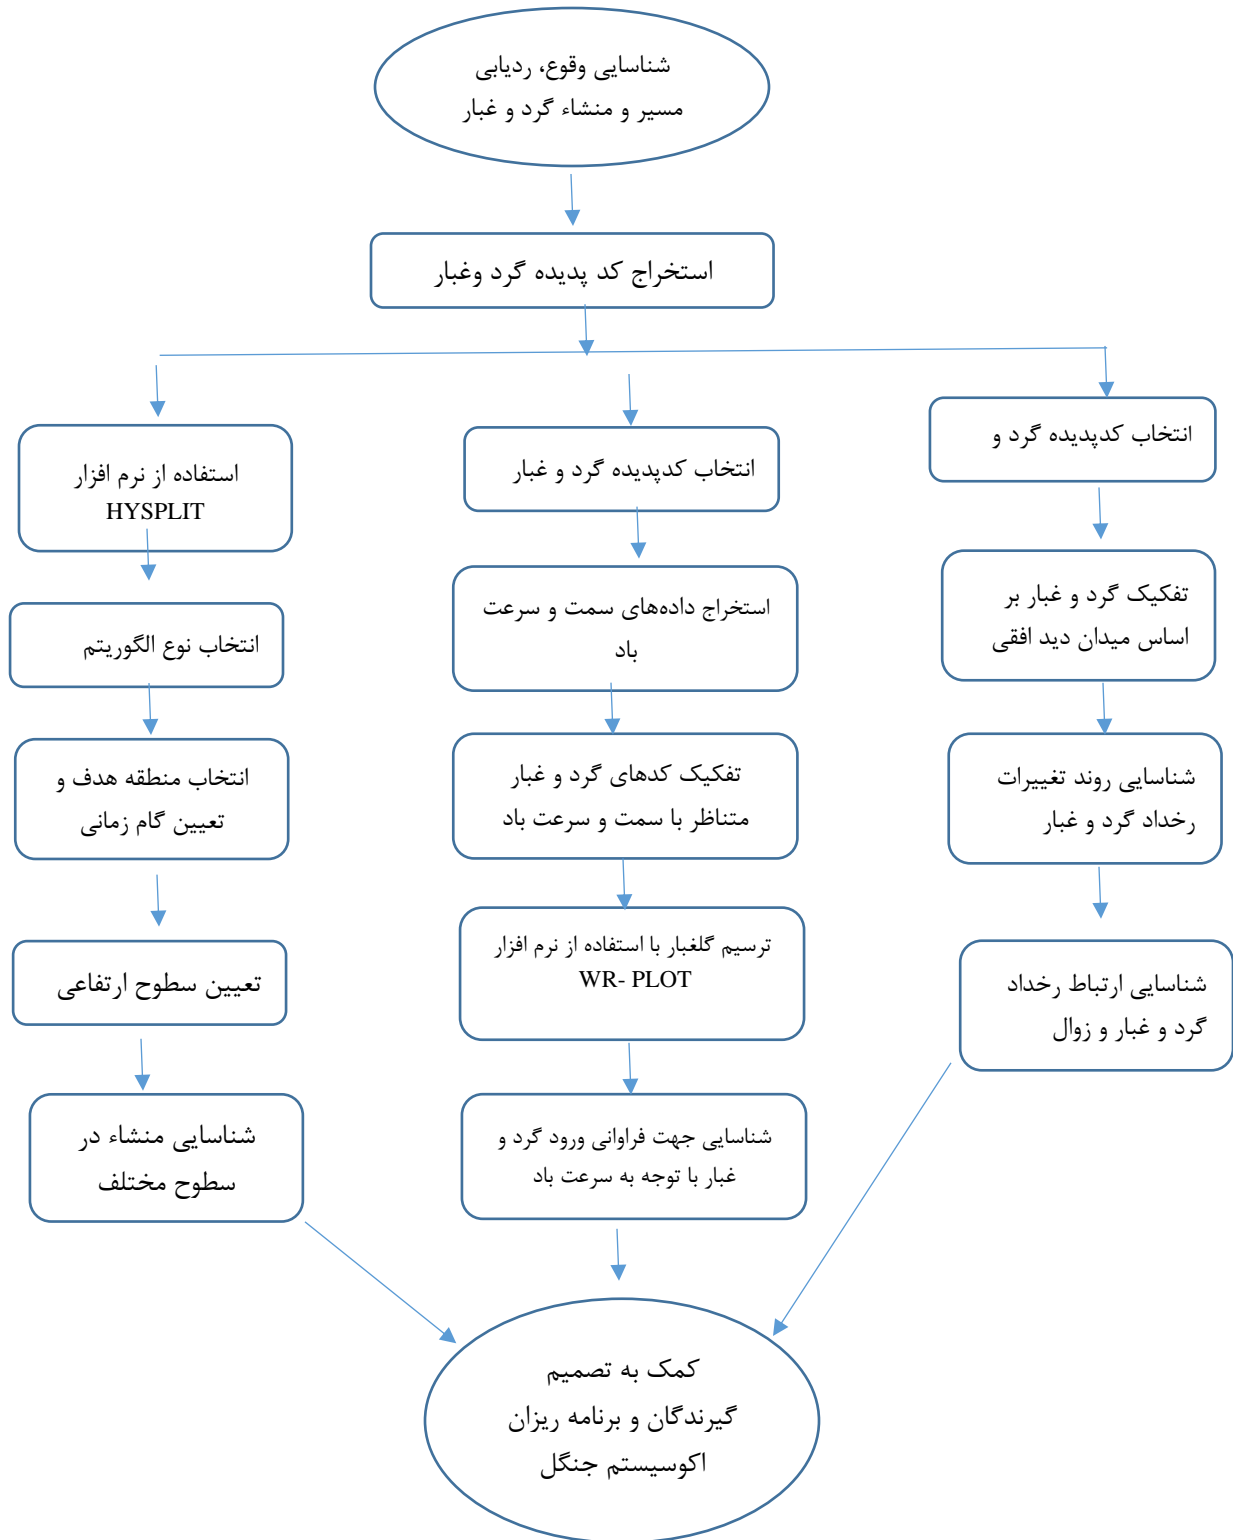 شناسایی وقوع، ردیابی
مسیر و منشاء گرد و غبار
استخراج کد پدیده گرد وغبار
انتخاب کدپدیده گرد و
تفکیک گرد و غبار بر
اساس میدان دید افقی
شناسایی روند تغییرات
رخداد گرد و غبار
شناسایی ارتباط رخداد
گرد و غبار و زوال
انتخاب کدپدیده گرد و غبار
استخراج داده‌های سمت و سرعت
باد
تفکیک کدهای گرد و غبار
متناظر با سمت و سرعت باد
ترسیم گلغبار با استفاده از نرم افزار
WR- PLOT
شناسایی جهت فراوانی ورود گرد و
غبار با توجه به سرعت باد
استفاده از نرم افزار
HYSPLIT
انتخاب نوع الگوریتم
انتخاب منطقه هدف و
تعیین گام زمانی
تعیین سطوح ارتفاعی
شناسایی منشاء در
سطوح مختلف
کمک به تصمیم
گیرندگان و برنامه ریزان
اکوسیستم جنگل